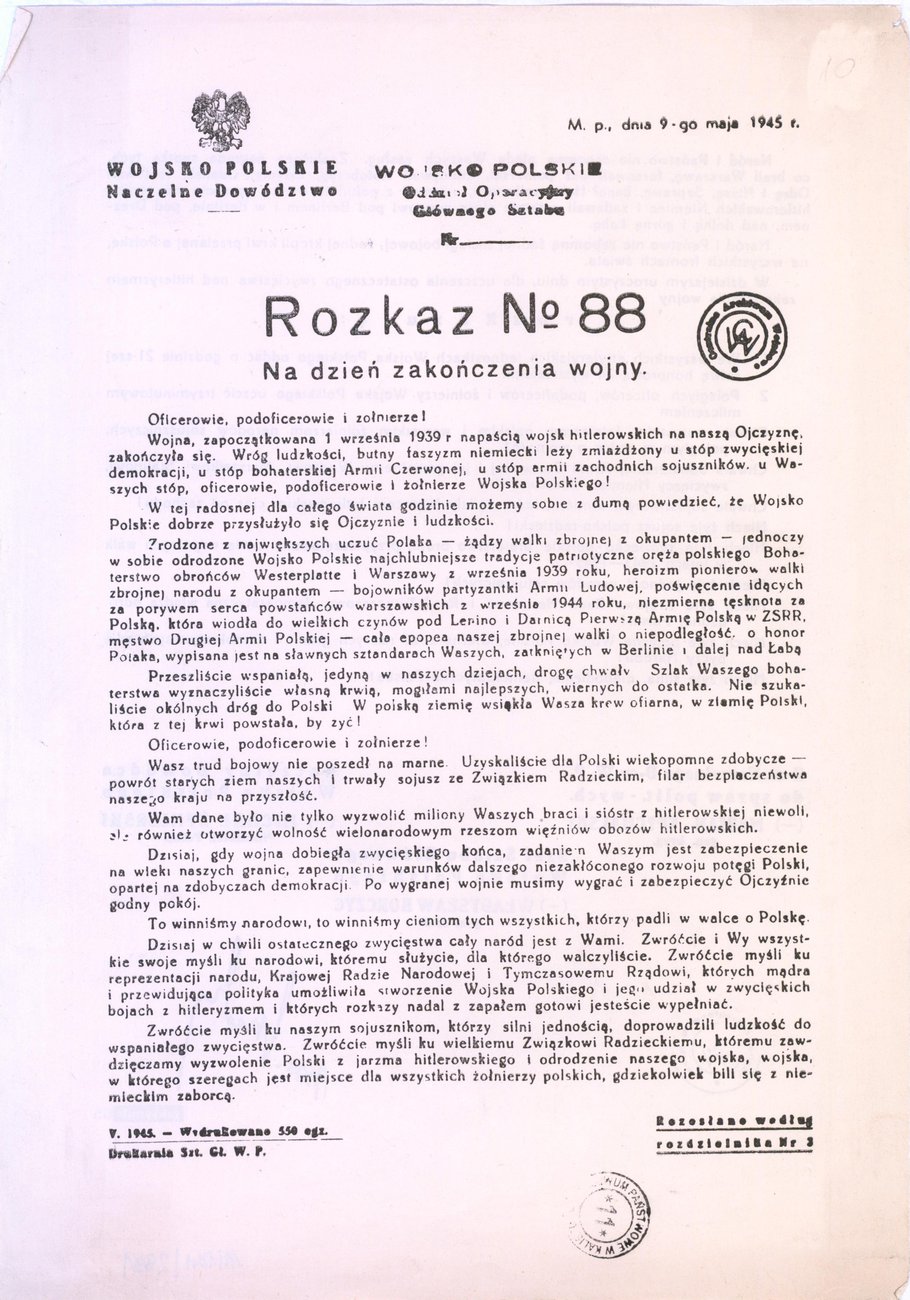 10
M. p., dnia 9-go maja 1945 r.
WOJSKO POLSKIE
Naczelne Dowództwo
WOJSKO POLSKIE
Oddział Operacyjny
Głównego Sztabu
Nr
Rozkaz № 88
Na dzień zakończenia wojny.
Centralne Archiwum Wojskowe
CAW
Oficerowie, podoficerowie i żołnierze!
Wojna, zapoczątkowana 1 września 1939 r napaścią wojsk hitlerowskich na naszą Ojczyznę,
zakończyła się. Wróg ludzkości, butny faszyzm niemiecki leży zmiażdżony u stóp zwycięskiej
demokracji, u stóp bohaterskiej Armii Czerwonej, u stóp armii zachodnich sojuszników, u Wa-
szych stóp, oficerowie, podoficerowie i żołnierze Wojska Polskiego!
W tej radosnej dla całego świata godzinie możemy sobie z dumą powiedzieć, że Wojsko
Polskie dobrze przysłużyło się Ojczyźnie i ludzkości.
Zrodzone z największych uczuć Polaka — żądzy walki zbrojnej z okupantem — jednoczy
w sobie odrodzone Wojsko Polskie najchlubniejsze tradycje patriotyczne oręża polskiego Boha-
terstwo obrońców Westerplatte i Warszawy z września 1939 roku, heroizm pionierów walki
zbrojnej narodu z okupantem — bojowników partyzantki Armii Ludowej, poświęcenie idących
za porywem serca powstańców warszawskich z września 1944 roku, niezmierna tęsknota za
Polską, która wiodła do wielkich czynów pod Lenino i Darnicą Pierwszą Armię Polską w ZSRR,
męstwo Drugiej Armii Polskiej — cała epopea naszej zbrojnej walki o niepodległość, o honor
Polaka, wypisana jest na sławnych sztandarach Waszych, zatkniętych w Berlinie i dalej nad Łabą
Przeszliście wspaniałą, jedyną w naszych dziejach, drogę chwały Szlak Waszego boha-
terstwa wyznaczyliście własną krwią, mogiłami najlepszych, wiernych do ostatka. Nie szuka-
liście okólnych dróg do Polski W polską ziemię wsiąkła Wasza krew ofiarna, w ziemię Polski,
która z tej krwi powstała, by żyć!
Oficerowie, podoficerowie i żołnierze!
Wasz trud bojowy nie poszedł na marne. Uzyskaliście dla Polski wiekopomne zdobycze —
powrót starych ziem naszych i trwały sojusz ze Związkiem Radzieckim, filar bezpieczeństwa
naszego kraju na przyszłość.
Wam dane było nie tylko wyzwolić miliony Waszych braci i sióstr z hitlerowskiej niewoli,
ale również otworzyć wolność wielonarodowym rzeszom więźniów obozów hitlerowskich.
Dzisiaj, gdy wojna dobiegła zwycięskiego końca, zadaniem Waszym jest zabezpieczenie
na wieki naszych granic, zapewnienie warunków dalszego niezakłóconego rozwoju potęgi Polski,
opartej na zdobyczach demokracji. Po wygranej wojnie musimy wygrać i zabezpieczyć Ojczyźnie
godny pokój.
To winniśmy narodowi, to winniśmy cieniom tych wszystkich, którzy padli w walce o Polskę.
Dzisiaj w chwili ostatecznego zwycięstwa cały naród jest z Wami. Zwróćcie i Wy wszyst-
kie swoje myśli ku narodowi, któremu służycie, dla którego walczyliście. Zwróćcie myśli ku
reprezentacji narodu, Krajowej Radzie Narodowej i Tymczasowemu Rządowi, których mądra
i przewidująca polityka umożliwiła stworzenie Wojska Polskiego i jego udział w zwycięskich
bojach z hitleryzmem i których rozkazy nadal z zapałem gotowi jesteście wypełniać.
Zwróćcie myśli ku naszym sojusznikom, którzy silni jednością, doprowadzili ludzkość do
wspaniałego zwycięstwa. Zwróćcie myśli ku wielkiemu Związkowi Radzieckiemu, któremu zaw-
dzięczamy wyzwolenie Polski z jarzma hitlerowskiego i odrodzenie naszego wojska, wojska,
w którego szeregach jest miejsce dla wszystkich żołnierzy polskich, gdziekolwiek bili się z nie-
mieckim zaborcą.
V. 1945. — Wydrukowano 550 egz.
Drukarnia Szt. Gł. W. P.
Rozesłano według
rozdzielnika Nr 3
PAŃSTWOWE W
*11*